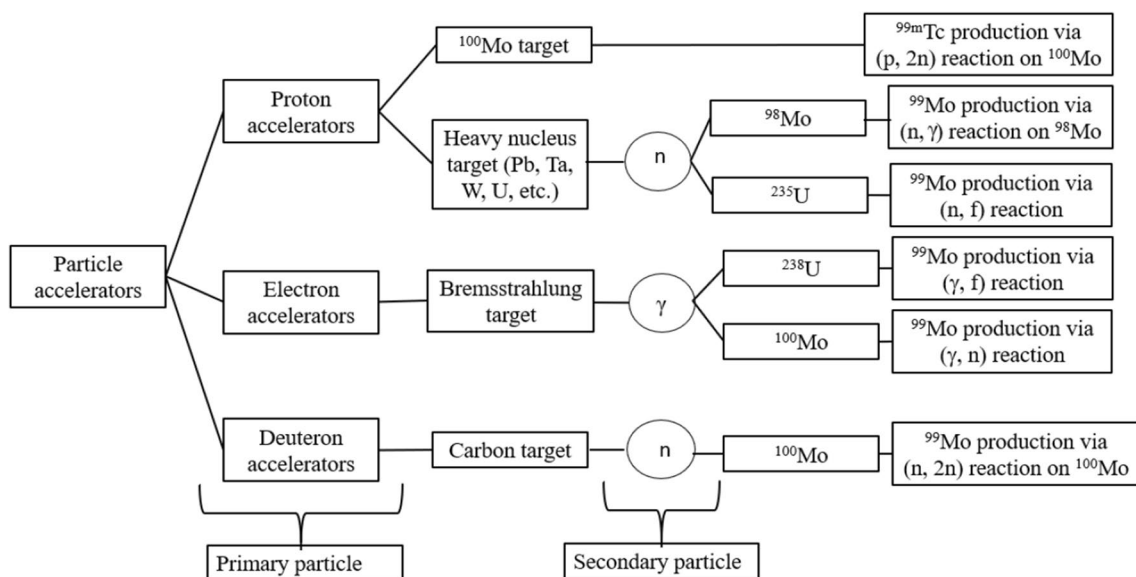 ¹⁰⁰Mo target
⁹⁹ᵐTc production via
(p, 2n) reaction on ¹⁰⁰Mo
Proton
accelerators
Heavy nucleus
target (Pb, Ta,
W, U, etc.)
n
⁹⁸Mo
⁹⁹Mo production via
(n, γ) reaction on ⁹⁸Mo
²³⁵U
⁹⁹Mo production via
(n, f) reaction
Particle
accelerators
Electron
accelerators
Bremsstrahlung
target
γ
²³⁸U
⁹⁹Mo production via
(γ, f) reaction
¹⁰⁰Mo
⁹⁹Mo production via
(γ, n) reaction
Deuteron
accelerators
Carbon target
n
¹⁰⁰Mo
⁹⁹Mo production via
(n, 2n) reaction on ¹⁰⁰Mo
Primary particle
Secondary particle